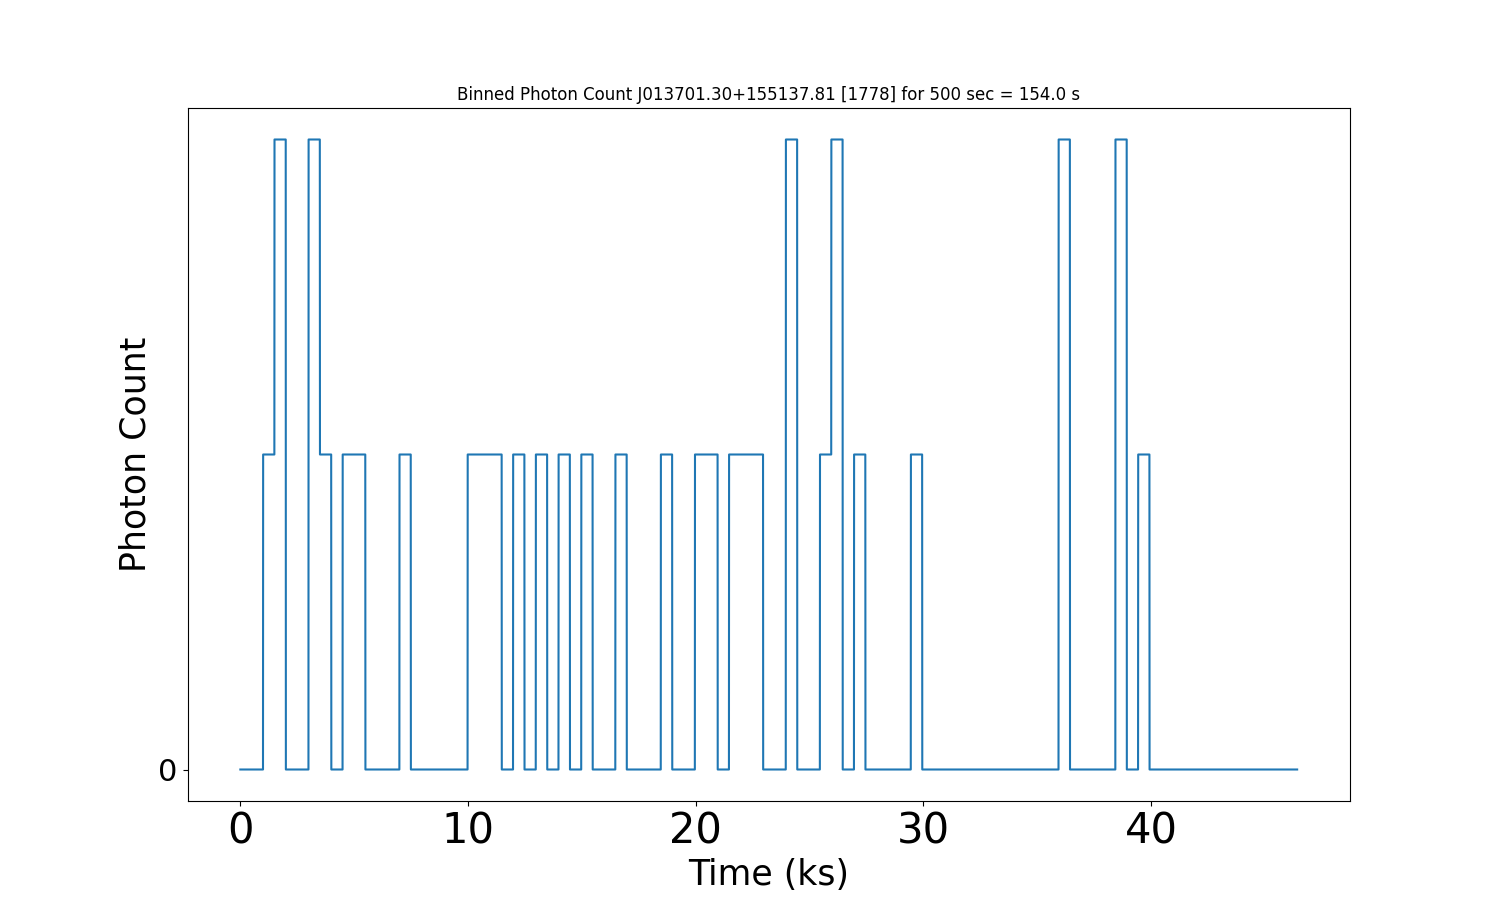 Binned Photon Count J013701.30+155137.81 [1778] for 500 sec = 154.0 s
Photon Count
0
0 10 20 30 40
Time (ks)